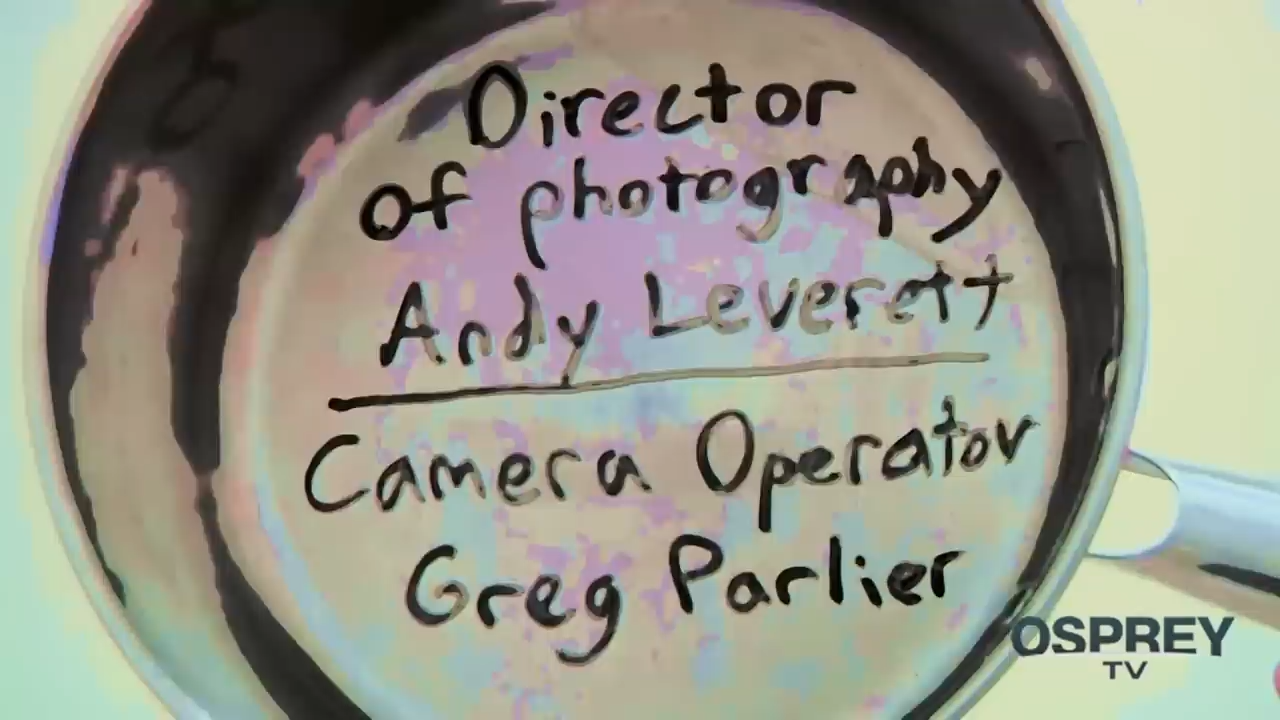 Director
of photography
Andy Leverett
Camera Operator
Greg Parlier
OSPREY
TV